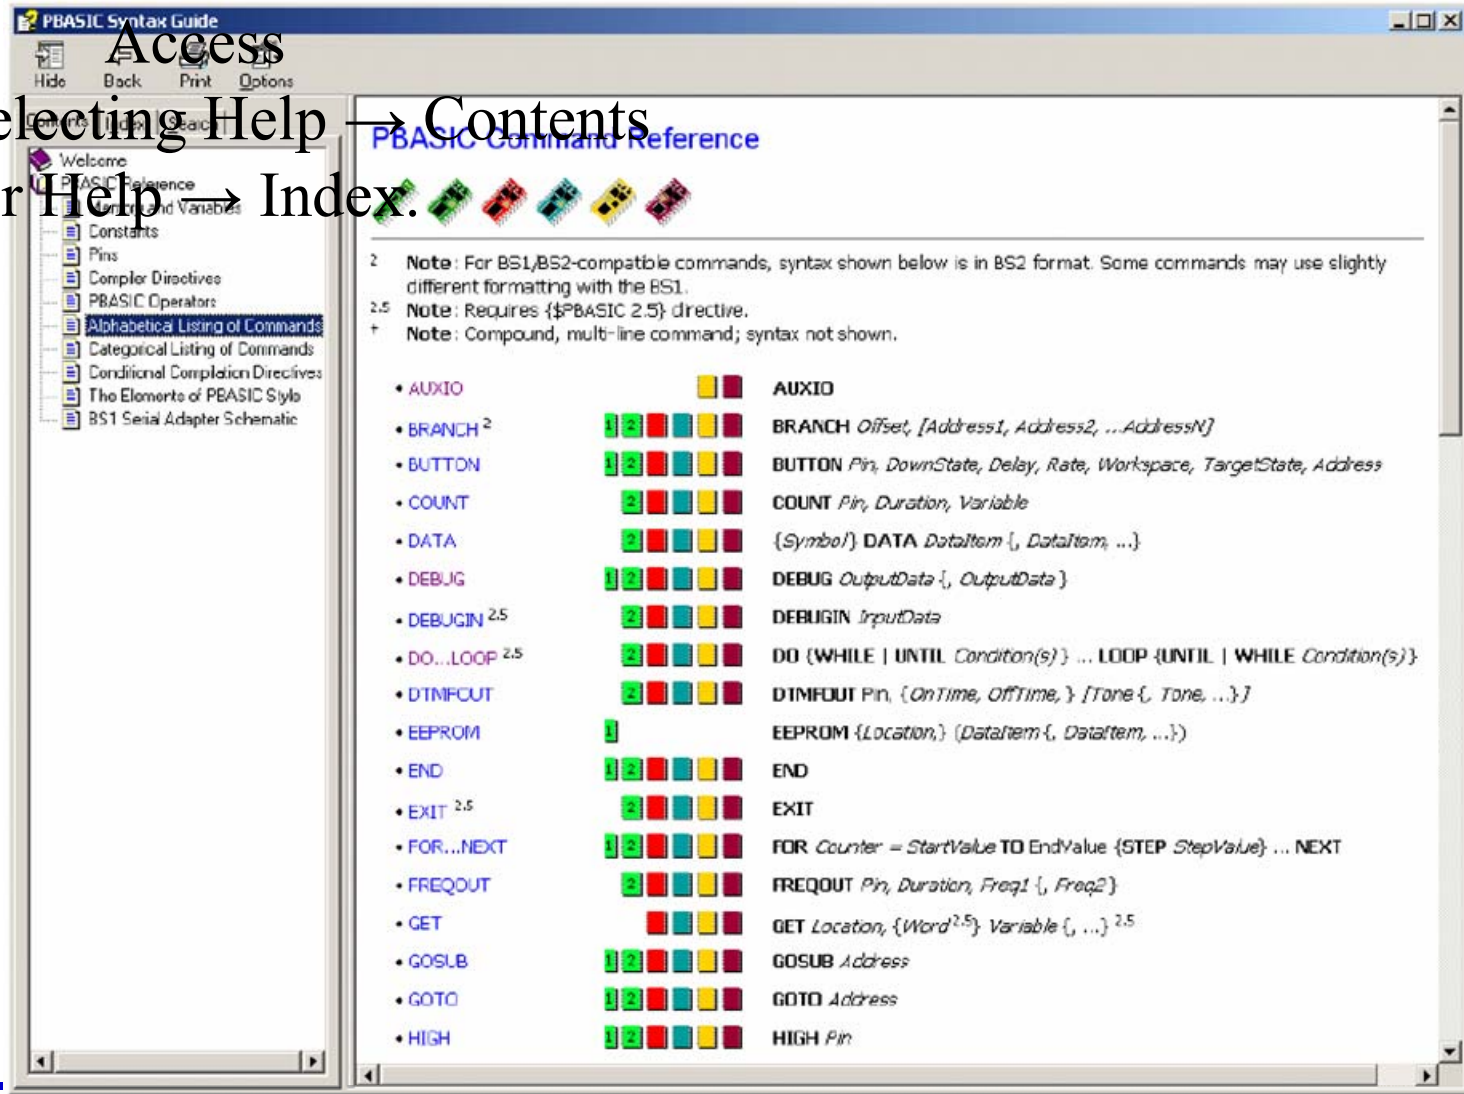 PBASIC Syntax Guide
Access
Hide Back Print Options
electing Help → Contents
Contents Index Search
r Help → Index.
Welcome
PBASIC Reference
Memory and Variables
Constants
Pins
Compiler Directives
PBASIC Operators
Alphabetical Listing of Commands
Categorical Listing of Commands
Conditional Compilation Directives
The Elements of PBASIC Style
BS1 Serial Adapter Schematic
PBASIC Command Reference
2 Note: For BS1/BS2-compatible commands, syntax shown below is in BS2 format. Some commands may use slightly
different formatting with the BS1.
2.5 Note: Requires {$PBASIC 2.5} directive.
† Note: Compound, multi-line command; syntax not shown.
• AUXIO AUXIO
• BRANCH 2 1 2 BRANCH Offset, [Address1, Address2, ...AddressN]
• BUTTON 1 2 BUTTON Pin, DownState, Delay, Rate, Workspace, TargetState, Address
• COUNT 2 COUNT Pin, Duration, Variable
• DATA 2 {Symbol} DATA DataItem {, DataItem, ...}
• DEBUG 1 2 DEBUG OutputData {, OutputData }
• DEBUGIN 2.5 2 DEBUGIN InputData
• DO...LOOP 2.5 2 DO {WHILE | UNTIL Condition(s) } ... LOOP {UNTIL | WHILE Condition(s) }
• DTMFOUT 2 DTMFOUT Pin, {OnTime, OffTime, } [Tone {, Tone, ...}]
• EEPROM 1 EEPROM {Location,} (DataItem {, DataItem, ...})
• END 1 2 END
• EXIT 2.5 2 EXIT
• FOR...NEXT 1 2 FOR Counter = StartValue TO EndValue {STEP StepValue} ... NEXT
• FREQOUT 2 FREQOUT Pin, Duration, Freq1 {, Freq2 }
• GET GET Location, {Word 2.5} Variable {, ...} 2.5
• GOSUB 1 2 GOSUB Address
• GOTO 1 2 GOTO Address
• HIGH 1 2 HIGH Pin